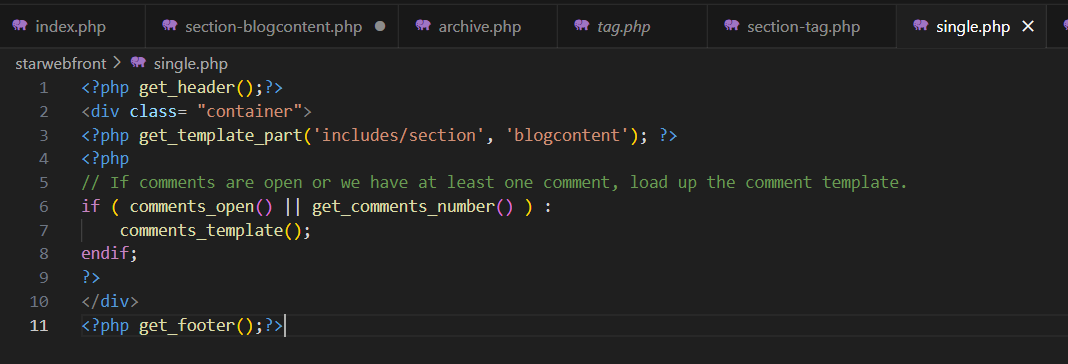 index.php section-blogcontent.php archive.php tag.php section-tag.php single.php
starwebfront > single.php
1 <?php get_header();?>
2 <div class= "container">
3 <?php get_template_part('includes/section', 'blogcontent'); ?>
4 <?php
5 // If comments are open or we have at least one comment, load up the comment template.
6 if ( comments_open() || get_comments_number() ) :
7     comments_template();
8 endif;
9 ?>
10 </div>
11 <?php get_footer();?>